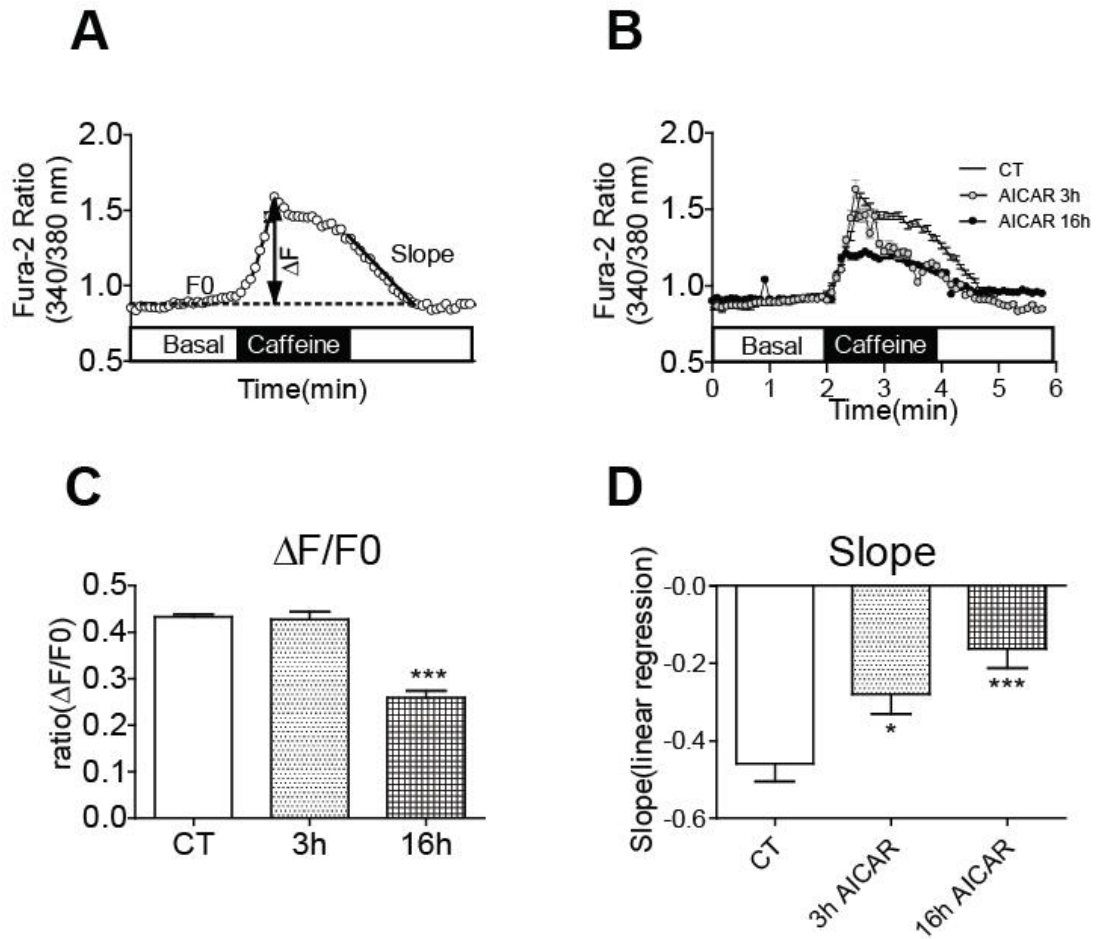 A
Fura-2 Ratio
(340/380 nm)
2.0
1.5
1.0
0.5
F0
ΔF
Slope
Basal
Caffeine
Time(min)
B
Fura-2 Ratio
(340/380 nm)
2.0
1.5
1.0
0.5
CT
AICAR 3h
AICAR 16h
Basal
Caffeine
0 1 2 3 4 5 6
Time(min)
C
ΔF/F0
ratio(ΔF/F0)
0.5
0.4
0.3
0.2
0.1
0.0
***
CT 3h 16h
D
Slope
Slope(linear regression)
-0.0
-0.2
-0.4
-0.6
*
***
CT
3h AICAR
16h AICAR